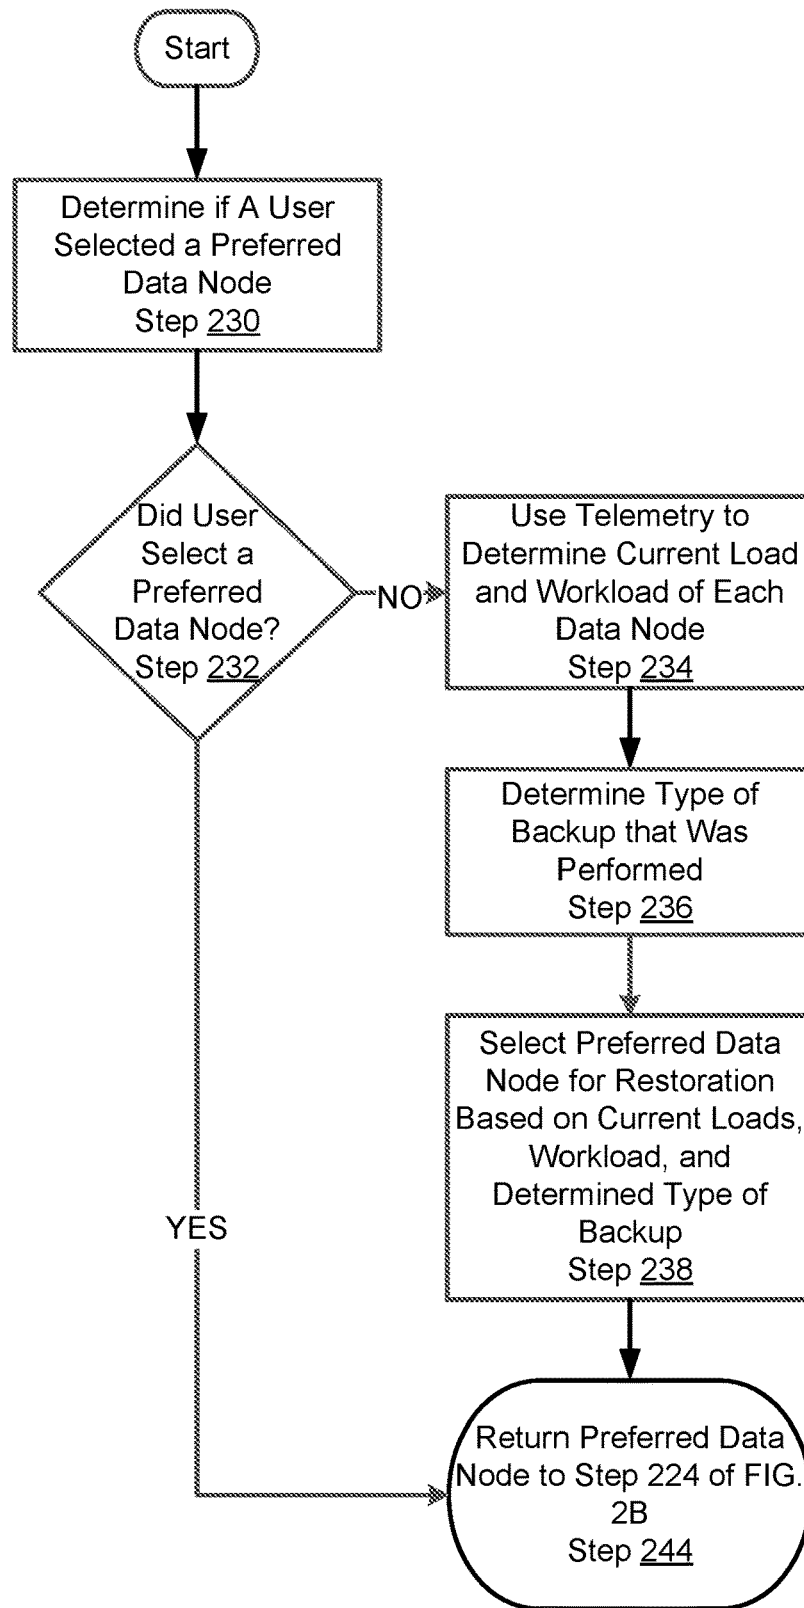 Start
Determine if A User
Selected a Preferred
Data Node
Step 230
Did User
Select a
Preferred
Data Node?
Step 232
NO
Use Telemetry to
Determine Current Load
and Workload of Each
Data Node
Step 234
Determine Type of
Backup that Was
Performed
Step 236
Select Preferred Data
Node for Restoration
Based on Current Loads,
Workload, and
Determined Type of
Backup
Step 238
YES
Return Preferred Data
Node to Step 224 of FIG.
2B
Step 244